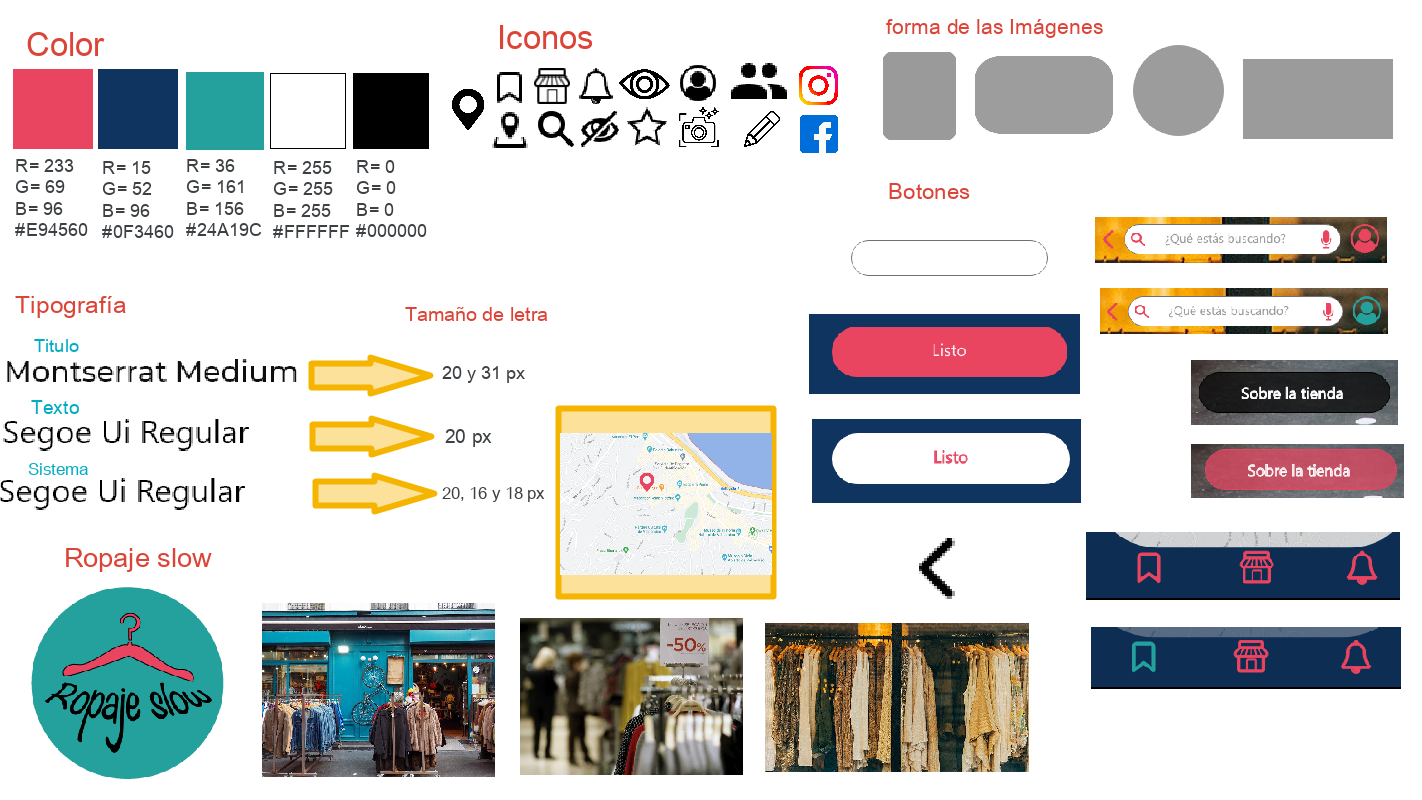 Color
R= 233
G= 69
B= 96
#E94560
R= 15
G= 52
B= 96
#0F3460
R= 36
G= 161
B= 156
#24A19C
R= 255
G= 255
B= 255
#FFFFFF
R= 0
G= 0
B= 0
#000000
Iconos
forma de las Imágenes
Botones
¿Qué estás buscando?
¿Qué estás buscando?
Listo
Listo
Sobre la tienda
Sobre la tienda
Tipografía
Tamaño de letra
Titulo
Montserrat Medium
20 y 31 px
Texto
Segoe Ui Regular
20 px
Sistema
Segoe Ui Regular
20, 16 y 18 px
Ropaje slow
Ropaje slow
-50%